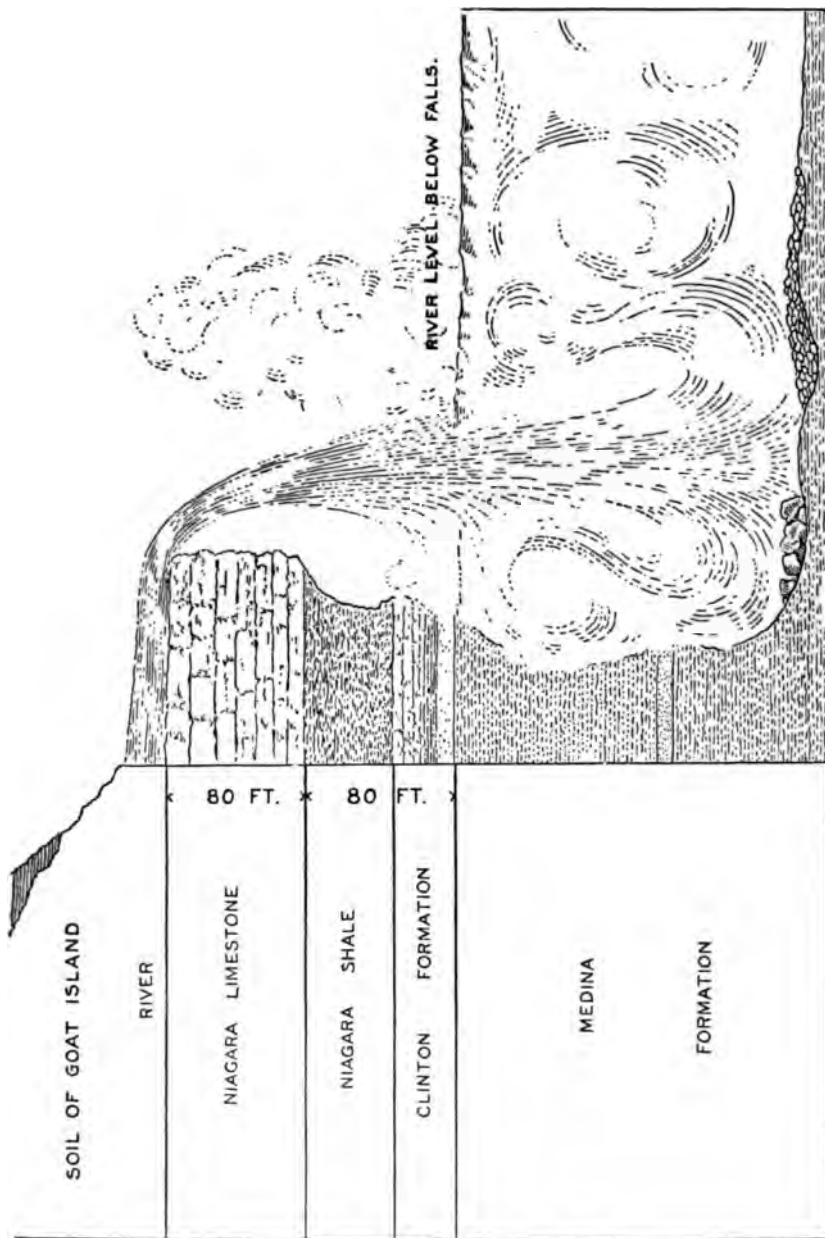 SOIL OF GOAT ISLAND
RIVER
NIAGARA LIMESTONE
80 FT.
NIAGARA SHALE
80 FT.
CLINTON FORMATION
MEDINA
FORMATION
RIVER LEVEL BELOW FALLS.